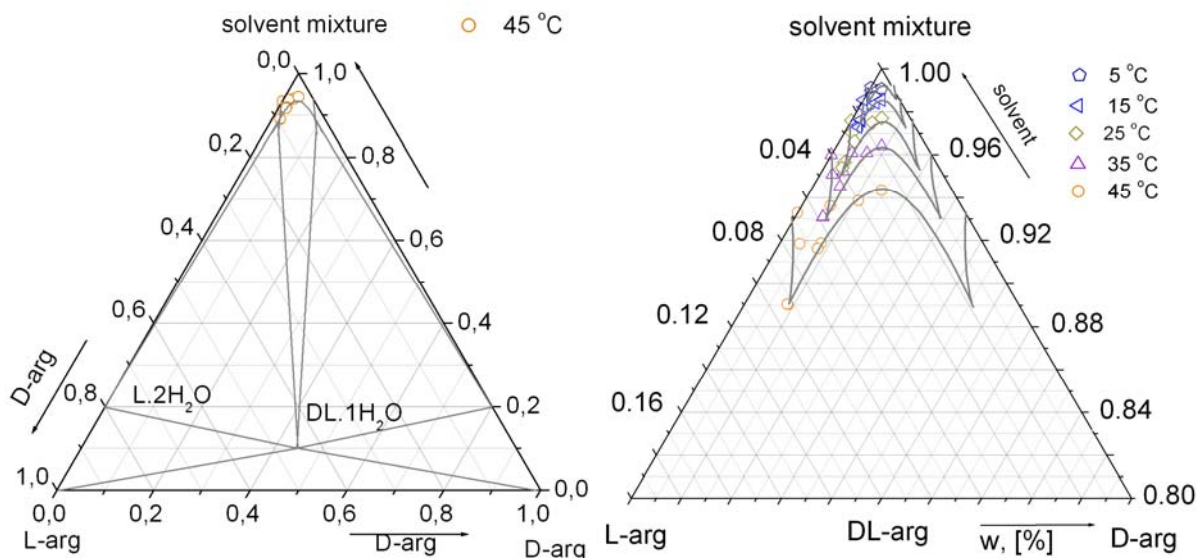 solvent mixture
45 °C
0,0
1,0
0,2
0,8
0,4
0,6
0,6
0,4
D-arg
0,8
L.2H₂O
DL.1H₂O
0,2
1,0
0,0
0,0
0,2
0,4
0,6
0,8
1,0
L-arg
D-arg
D-arg
solvent mixture
1.00
solvent
5 °C
15 °C
25 °C
35 °C
45 °C
0.04
0.96
0.08
0.92
0.12
0.88
0.16
0.84
0.80
L-arg
DL-arg
w, [%]
D-arg